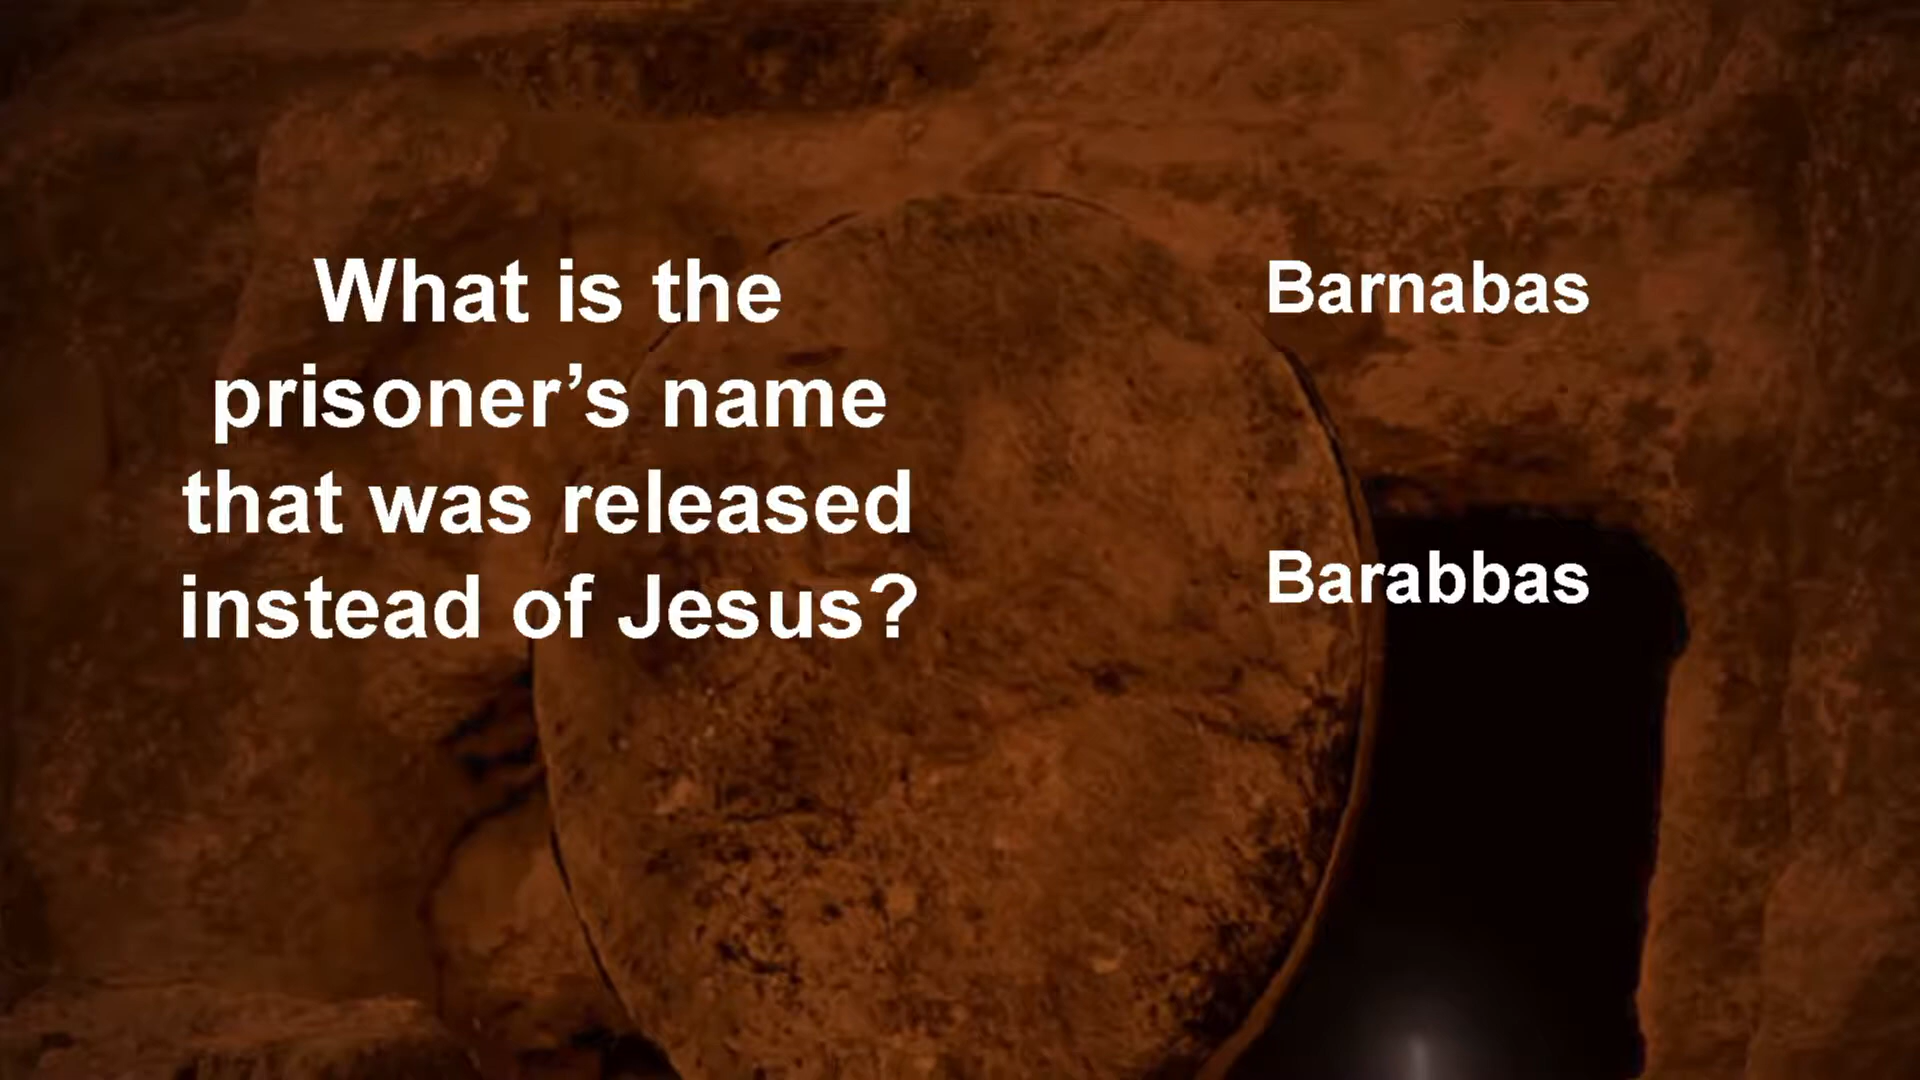 What is the
prisoner’s name
that was released
instead of Jesus?
Barnabas
Barabbas